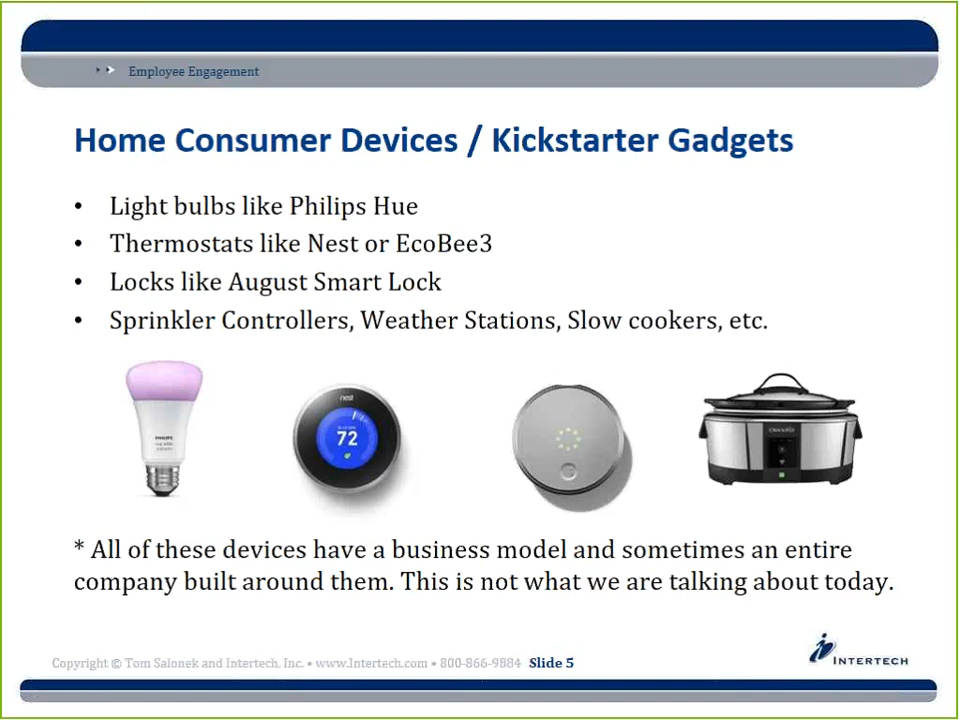 Employee Engagement
Home Consumer Devices / Kickstarter Gadgets
• Light bulbs like Philips Hue
• Thermostats like Nest or EcoBee3
• Locks like August Smart Lock
• Sprinkler Controllers, Weather Stations, Slow cookers, etc.
PHILIPS
nest
72
* All of these devices have a business model and sometimes an entire
company built around them. This is not what we are talking about today.
Copyright © Tom Salonek and Intertech, Inc. • www.Intertech.com • 800-866-9884 Slide 5
INTERTECH